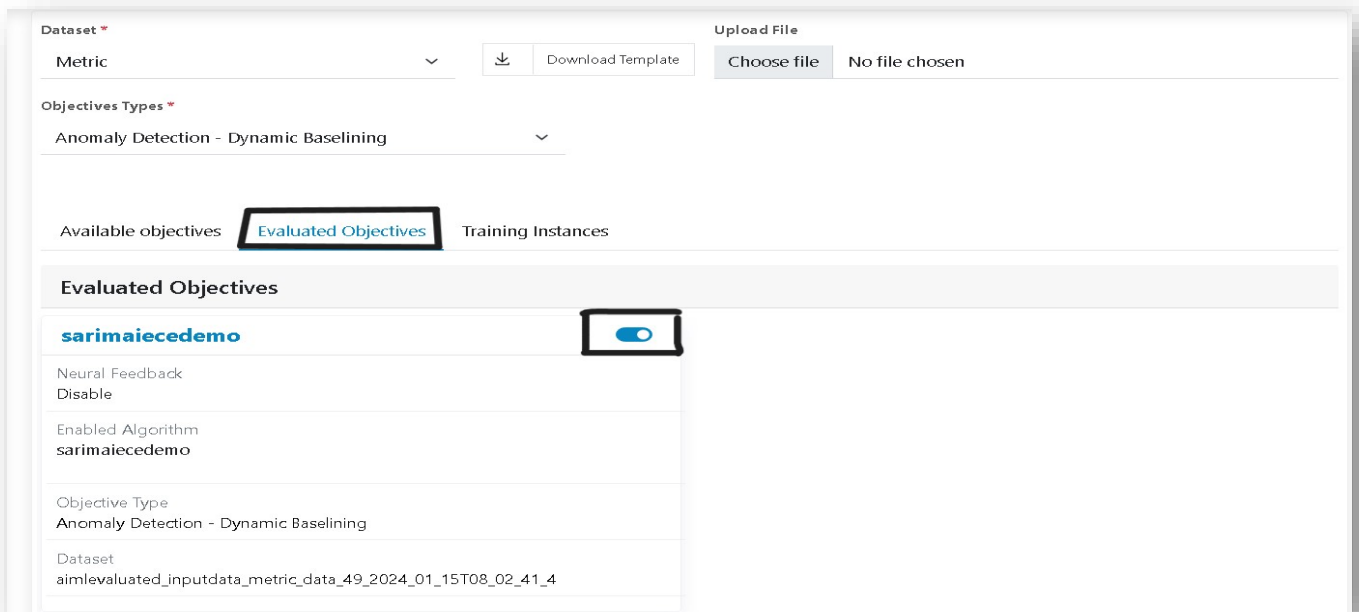 Dataset *
Upload File
Metric
Download Template
Choose file
No file chosen
Objectives Types *
Anomaly Detection - Dynamic Baselining
Available objectives
Evaluated Objectives
Training Instances
Evaluated Objectives
sarimaiecedemo
Neural Feedback
Disable
Enabled Algorithm
sarimaiecedemo
Objective Type
Anomaly Detection - Dynamic Baselining
Dataset
aimlevaluated_inputdata_metric_data_49_2024_01_15T08_02_41_4